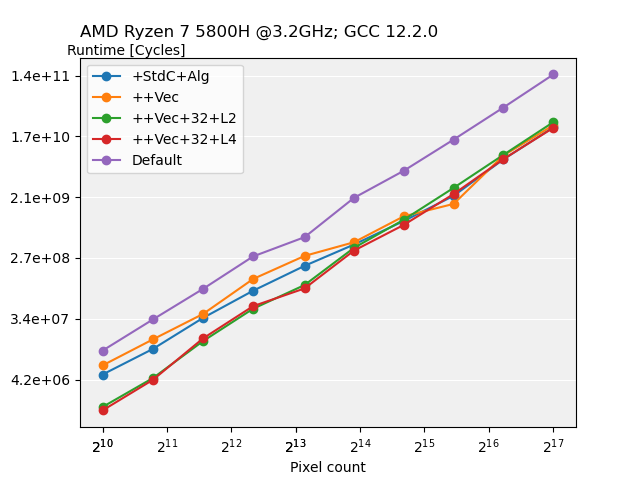 AMD Ryzen 7 5800H @3.2GHz; GCC 12.2.0
Runtime [Cycles]
1.4e+11
1.7e+10
2.1e+09
2.7e+08
3.4e+07
4.2e+06
+StdC+Alg
++Vec
++Vec+32+L2
++Vec+32+L4
Default
2^10 2^11 2^12 2^13 2^14 2^15 2^16 2^17
Pixel count